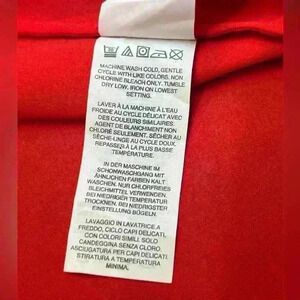 MACHINE WASH COLD, GENTLE
CYCLE WITH LIKE COLORS, NON
CHLORINE BLEACH ONLY. TUMBLE
DRY LOW, IRON ON LOWEST
SETTING.
LAVER À LA MACHINE À L'EAU
FROIDE AU CYCLE DÉLICAT AVEC
DES COULEURS SIMILAIRES.
AGENT DE BLANCHIMENT NON
CHLORÉ SEULEMENT. SÉCHER AU
SÉCHOIR AU CYCLE DOUX.
REPASSER À LA PLUS BASSE
TEMPÉRATURE.
IN DER MASCHINE IM
SCHONWASCHGANG MIT
ÄHNLICHEN FARBEN KALT
WASCHEN. NUR CHLORFREIES
BLEICHMITTEL VERWENDEN.
BEI NIEDRIGER TEMPERATUR
TROCKNEN. BEI NIEDRIGSTER
EINSTELLUNG BÜGELN.
LAVAGGIO IN LAVATRICE A
FREDDO, CICLO CAPI DELICATI,
CON COLORI SIMILI. SOLO
CANDEGGINA SENZA CLORO.
ASCIUGATURA CAPI DELICATI.
STIRATURA A TEMPERATURA
MINIMA.